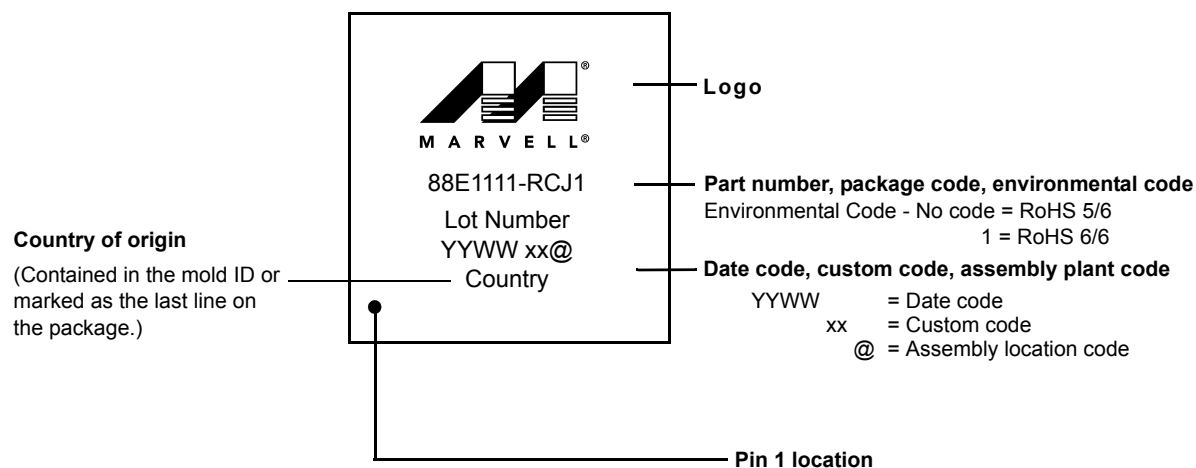 ®
MARVELL®
88E1111-RCJ1
Lot Number
YYWW xx@
Country
Logo
Part number, package code, environmental code
Environmental Code - No code = RoHS 5/6
1 = RoHS 6/6
Date code, custom code, assembly plant code
YYWW = Date code
xx = Custom code
@ = Assembly location code
Country of origin
(Contained in the mold ID or
marked as the last line on
the package.)
Pin 1 location